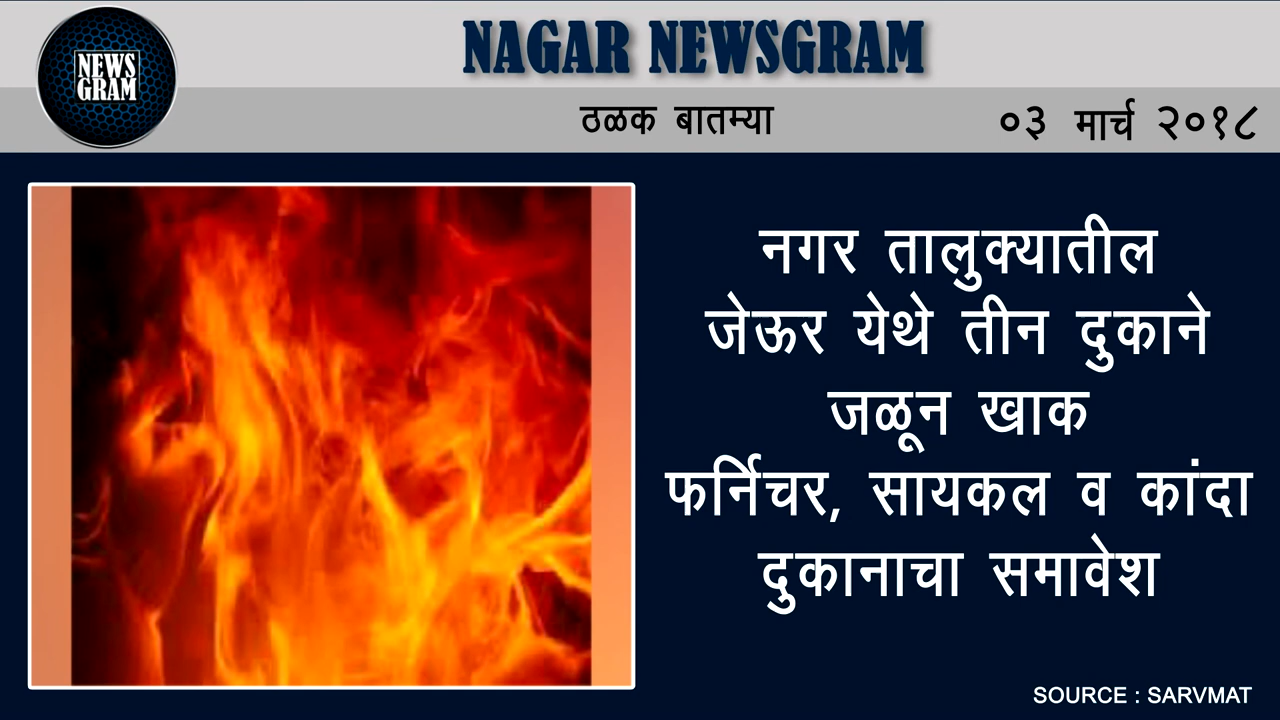 NEWS
GRAM
NAGAR NEWSGRAM
ठळक बातम्या
०३ मार्च २०१८
नगर तालुक्यातील
जेऊर येथे तीन दुकाने
जळून खाक
फर्निचर, सायकल व कांदा
दुकानाचा समावेश
SOURCE : SARVMAT